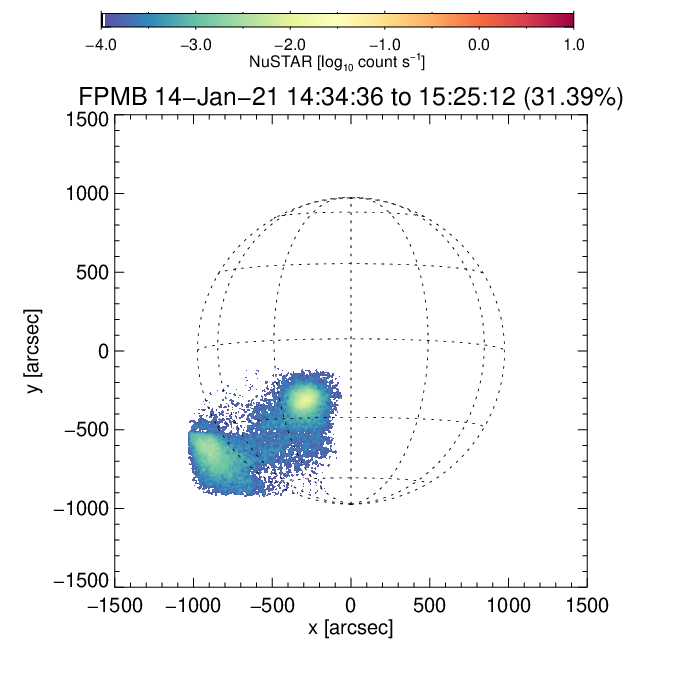 −4.0 −3.0 −2.0 −1.0 0.0 1.0
NuSTAR [log10 count s−1]
FPMB 14−Jan−21 14:34:36 to 15:25:12 (31.39%)
1500
1000
500
0
−500
−1000
−1500
y [arcsec]
−1500 −1000 −500 0 500 1000 1500
x [arcsec]